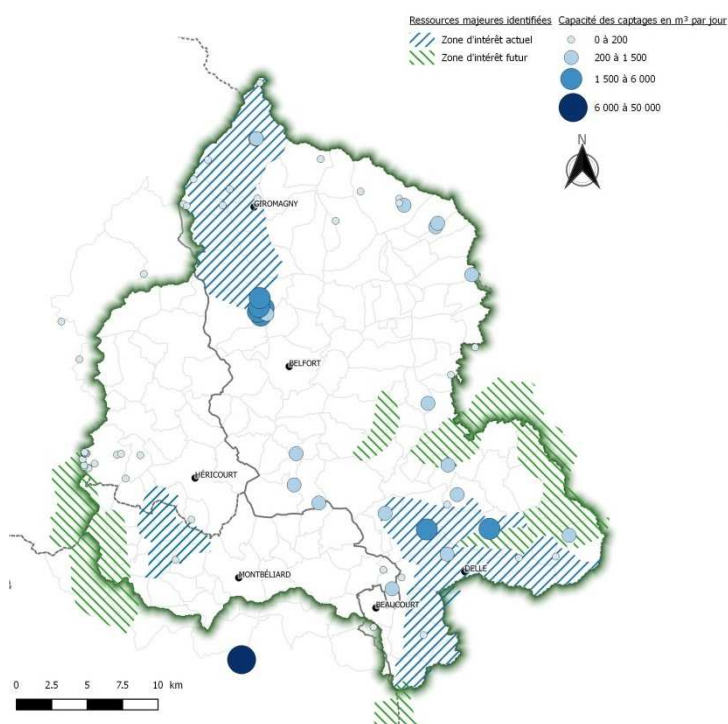 Ressources majeures identifiées
Zone d'intérêt actuel
Zone d'intérêt futur
Capacité des captages en m³ par jour
0 à 200
200 à 1 500
1 500 à 6 000
6 000 à 50 000
N
GIROMAGNY
BELFORT
HÉRICOURT
MONTBÉLIARD
DELLE
BEAUCOURT
0 2.5 5 7.5 10 km